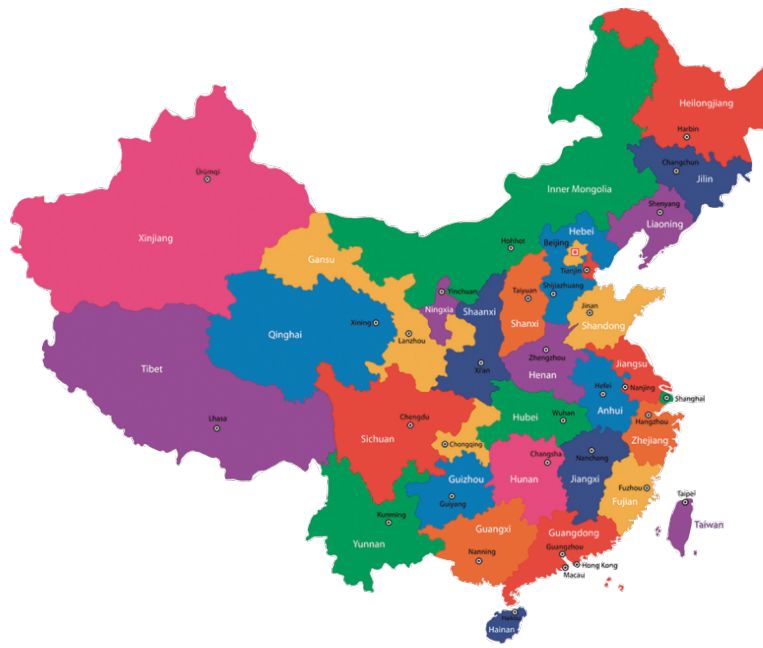 Heilongjiang
Harbin
Changchun
Jilin
Ürümqi
Inner Mongolia
Shenyang
Liaoning
Xinjiang
Hohhot
Hebei
Beijing
Gansu
Tianjin
Yinchuan
Taiyuan
Shijiazhuang
Ningxia
Shaanxi
Jinan
Xining
Shanxi
Shandong
Qinghai
Lanzhou
Zhengzhou
Tibet
Xi'an
Henan
Jiangsu
Hefei
Nanjing
Shanghai
Lhasa
Chengdu
Hubei
Wuhan
Anhui
Hangzhou
Sichuan
Chongqing
Zhejiang
Changsha
Nanchang
Guizhou
Hunan
Jiangxi
Fuzhou
Fujian
Guiyang
Taipei
Kunming
Guangxi
Guangdong
Taiwan
Yunnan
Nanning
Guangzhou
Hong Kong
Macau
Hainan